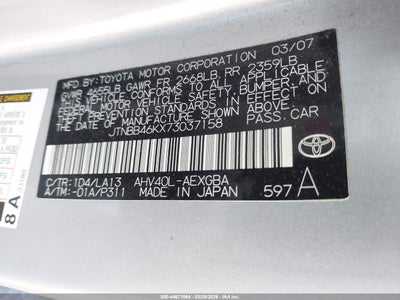 MFD. BY: TOYOTA MOTOR CORPORATION 03/07
GVWR 4655LB GAWR FR 2668LB, RR 2359LB
THIS VEHICLE CONFORMS TO ALL APPLICABLE
FEDERAL MOTOR VEHICLE SAFETY, BUMPER,
AND THEFT PREVENTION STANDARDS IN EFFECT
ON THE DATE OF MANUFACTURE SHOWN ABOVE.
JTNBB46KX73037158 PASS. CAR
TOYOTA
C/TR: 1D4/LA13 AHV40L-AEXGBA
A/TM: -01A/P311 MADE IN JAPAN 597 A
8 A